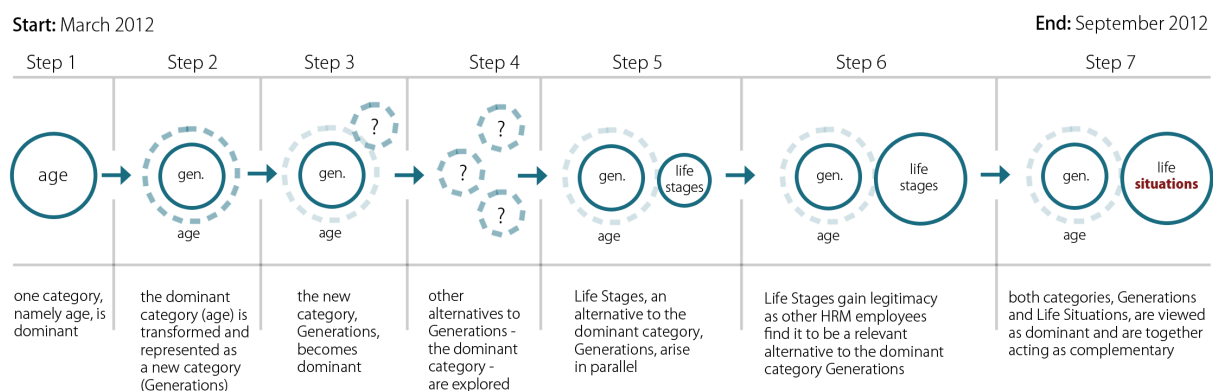 Start: March 2012
End: September 2012
Step 1
Step 2
Step 3
Step 4
Step 5
Step 6
Step 7
age
gen.
age
gen.
?
age
?
?
?
gen.
life
stages
age
gen.
life
stages
age
gen.
life
situations
age
one category,
namely age, is
dominant
the dominant
category (age) is
transformed and
represented as
a new category
(Generations)
the new
category,
Generations,
becomes
dominant
other
alternatives to
Generations -
the dominant
category -
are explored
Life Stages, an
alternative to the
dominant category,
Generations, arise
in parallel
Life Stages gain legitimacy
as other HRM employees
find it to be a relevant
alternative to the dominant
category Generations
both categories, Generations
and Life Situations, are viewed
as dominant and are together
acting as complementary